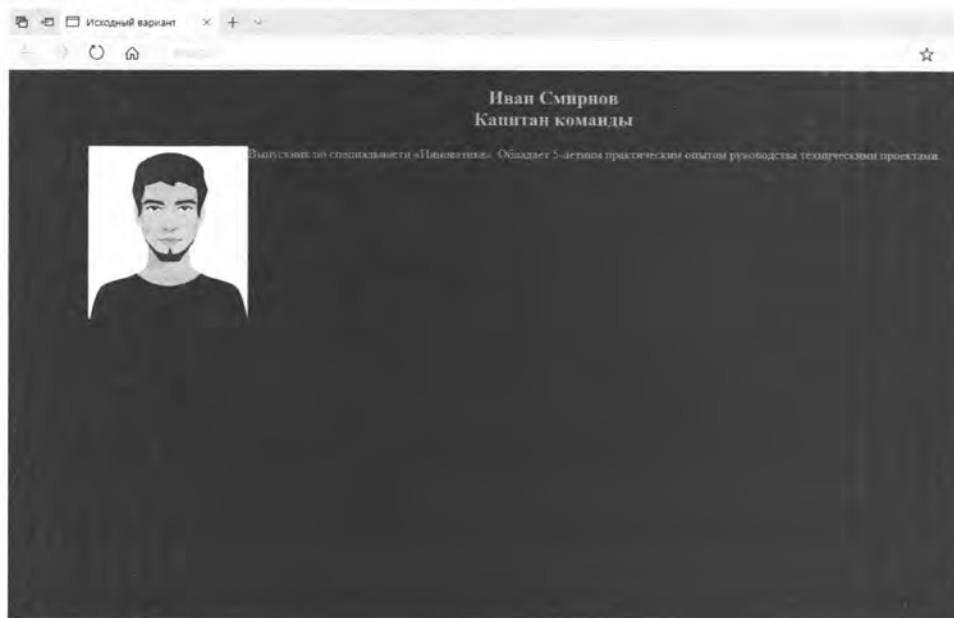 Исходный вариант
Иван Смирнов
Капитан команды
Выпускник по специальности «Инноватика». Обладает 5-летним практическим опытом руководства техническими проектами.